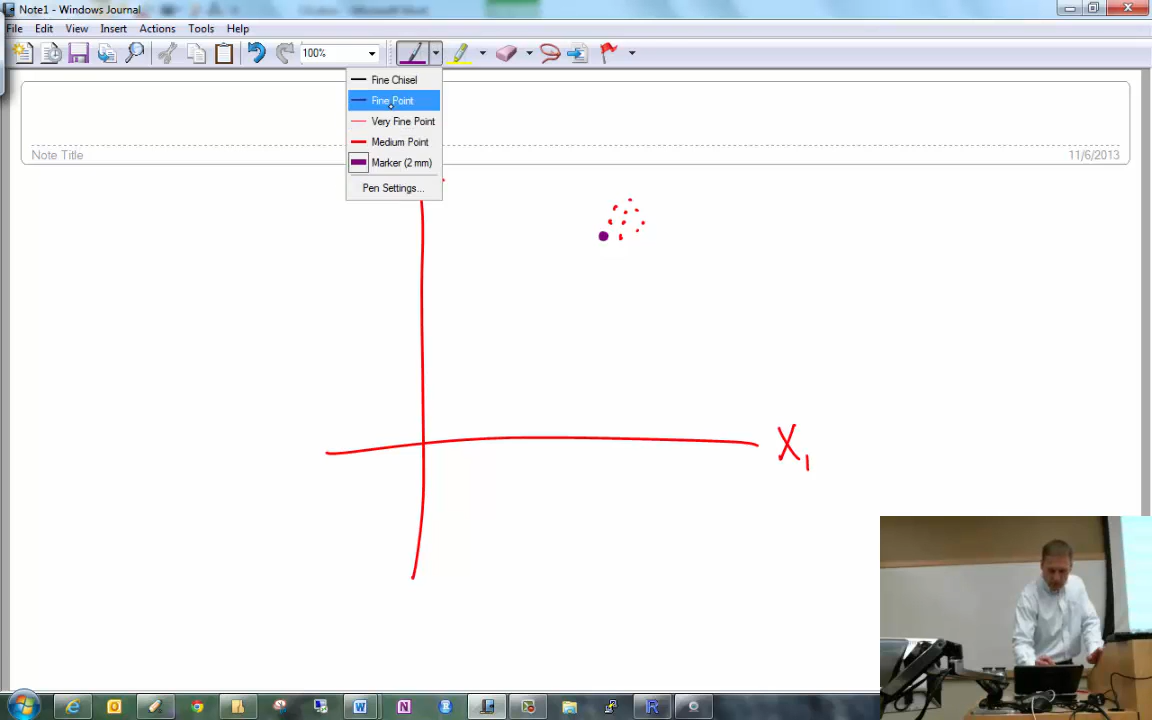 Note1 - Windows Journal
File Edit View Insert Actions Tools Help
100%
Fine Chisel
Fine Point
Very Fine Point
Medium Point
Marker (2 mm)
Pen Settings...
Note Title
11/6/2013
X1